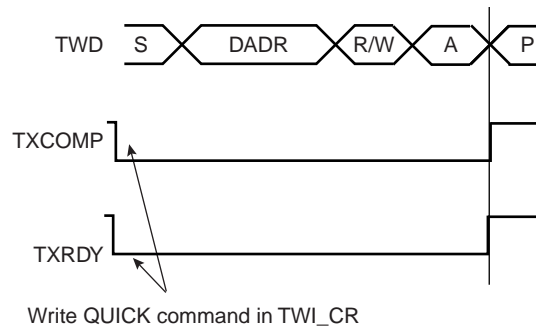 TWD S DADR R/W A P
TXCOMP
TXRDY
Write QUICK command in TWI_CR